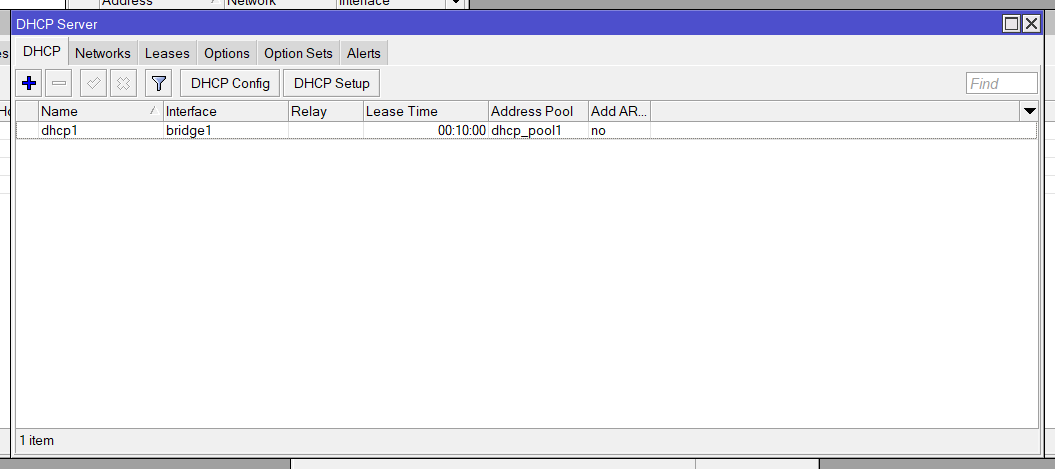 Address Network Interface
DHCP Server
DHCP Networks Leases Options Option Sets Alerts
DHCP Config DHCP Setup Find
Name Interface Relay Lease Time Address Pool Add AR...
dhcp1 bridge1 00:10:00 dhcp_pool1 no
1 item